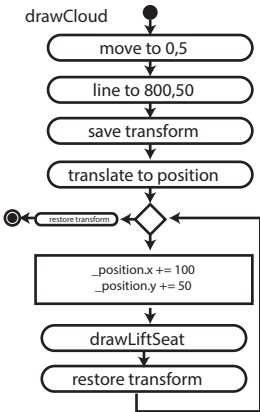 drawCloud
move to 0,5
line to 800,50
save transform
translate to position
restore transform
_position.x += 100
_position.y += 50
drawLiftSeat
restore transform